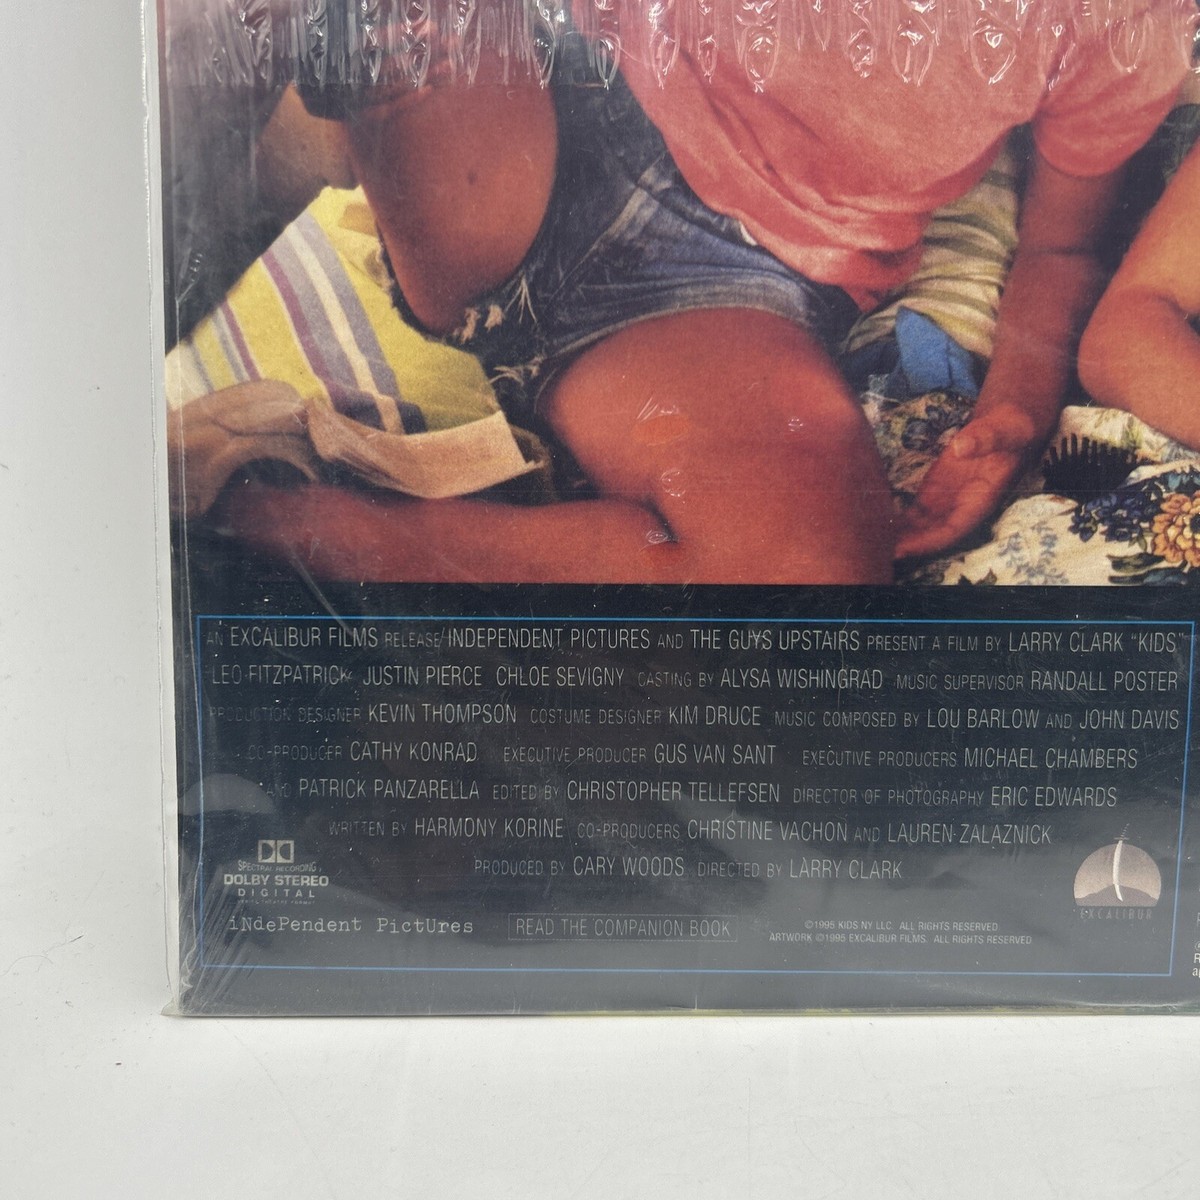 AN EXCALIBUR FILMS RELEASE/INDEPENDENT PICTURES AND THE GUYS UPSTAIRS PRESENT A FILM BY LARRY CLARK "KIDS"
LEO FITZPATRICK JUSTIN PIERCE CHLOE SEVIGNY CASTING BY ALYSA WISHINGRAD MUSIC SUPERVISOR RANDALL POSTER
PRODUCTION DESIGNER KEVIN THOMPSON COSTUME DESIGNER KIM DRUCE MUSIC COMPOSED BY LOU BARLOW AND JOHN DAVIS
CO-PRODUCER CATHY KONRAD EXECUTIVE PRODUCER GUS VAN SANT EXECUTIVE PRODUCERS MICHAEL CHAMBERS
AND PATRICK PANZARELLA EDITED BY CHRISTOPHER TELLEFSEN DIRECTOR OF PHOTOGRAPHY ERIC EDWARDS
WRITTEN BY HARMONY KORINE CO-PRODUCERS CHRISTINE VACHON AND LAUREN ZALAZNICK
PRODUCED BY CARY WOODS DIRECTED BY LARRY CLARK
SPECTRAL RECORDING
DOLBY STEREO
DIGITAL
iNdePendent PictUres
READ THE COMPANION BOOK
©1995 KIDS NY LLC. ALL RIGHTS RESERVED
ARTWORK ©1995 EXCALIBUR FILMS. ALL RIGHTS RESERVED
EXCALIBUR